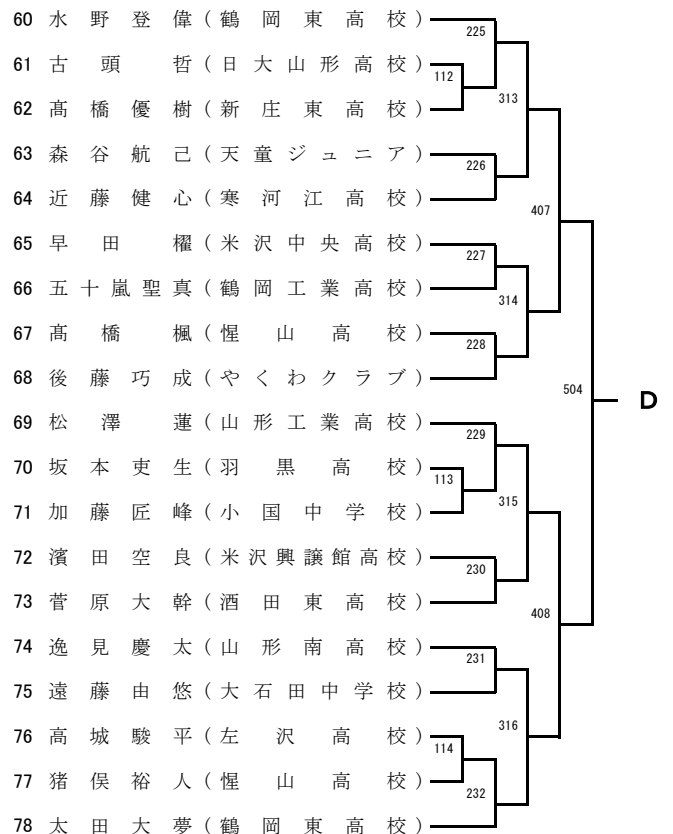 60 水野登偉(鶴岡東高校)
225
61 古頭哲(日大山形高校)
112
313
62 髙橋優樹(新庄東高校)
63 森谷航己(天童ジュニア)
226
64 近藤健心(寒河江高校)
407
65 早田櫂(米沢中央高校)
227
66 五十嵐聖真(鶴岡工業高校)
314
67 髙橋楓(惺山高校)
228
68 後藤巧成(やくわクラブ)
504
D
69 松澤蓮(山形工業高校)
229
70 坂本吏生(羽黒高校)
113
315
71 加藤匠峰(小国中学校)
72 濱田空良(米沢興譲館高校)
230
73 菅原大幹(酒田東高校)
408
74 逸見慶太(山形南高校)
231
75 遠藤由悠(大石田中学校)
316
76 高城駿平(左沢高校)
114
77 猪俣裕人(惺山高校)
232
78 太田大夢(鶴岡東高校)